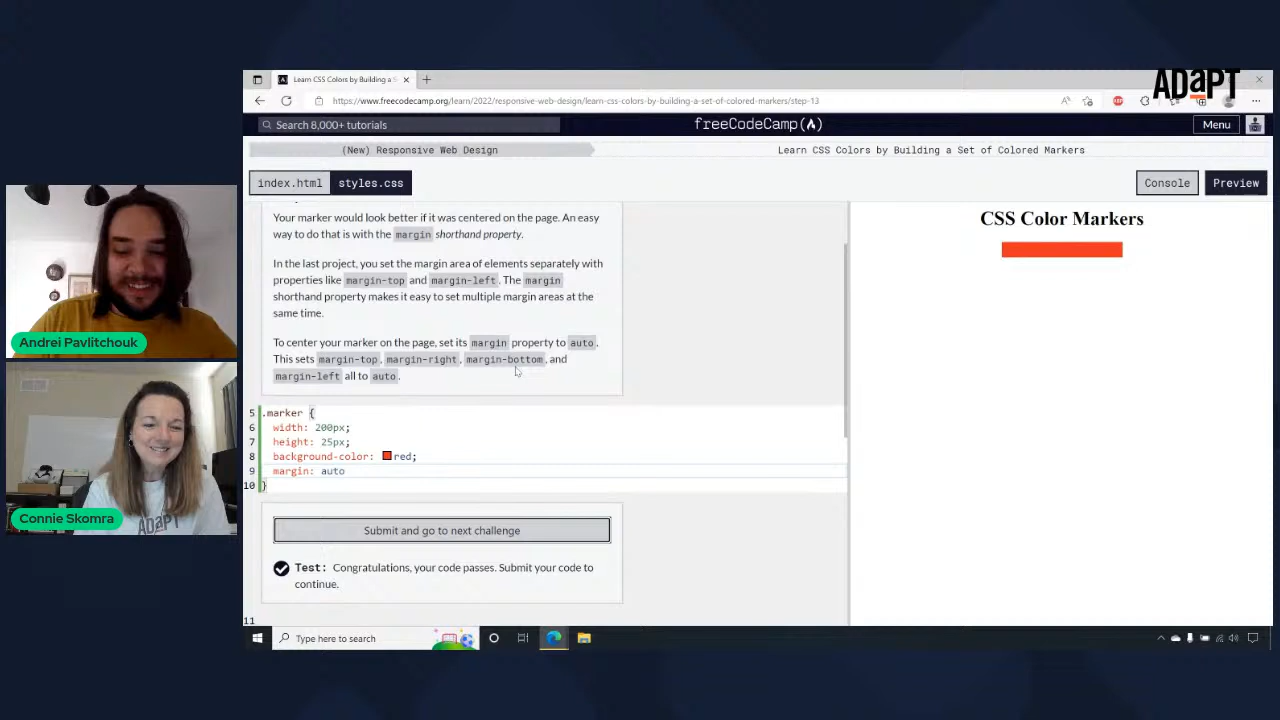 ADAPT
Learn CSS Colors by Building a S
https://www.freecodecamp.org/learn/2022/responsive-web-design/learn-css-colors-by-building-a-set-of-colored-markers/step-13
Search 8,000+ tutorials
freeCodeCamp
Menu
(New) Responsive Web Design
Learn CSS Colors by Building a Set of Colored Markers
index.html
styles.css
Console
Preview
Your marker would look better if it was centered on the page. An easy
way to do that is with the margin shorthand property.
In the last project, you set the margin area of elements separately with
properties like margin-top and margin-left. The margin
shorthand property makes it easy to set multiple margin areas at the
same time.
To center your marker on the page, set its margin property to auto.
This sets margin-top, margin-right, margin-bottom, and
margin-left all to auto.
5 .marker {
6 width: 200px;
7 height: 25px;
8 background-color: red;
9 margin: auto
10 }
Submit and go to next challenge
Test: Congratulations, your code passes. Submit your code to
continue.
11
CSS Color Markers
Andrei Pavlitchouk
ADAPT
Connie Skomra
Type here to search